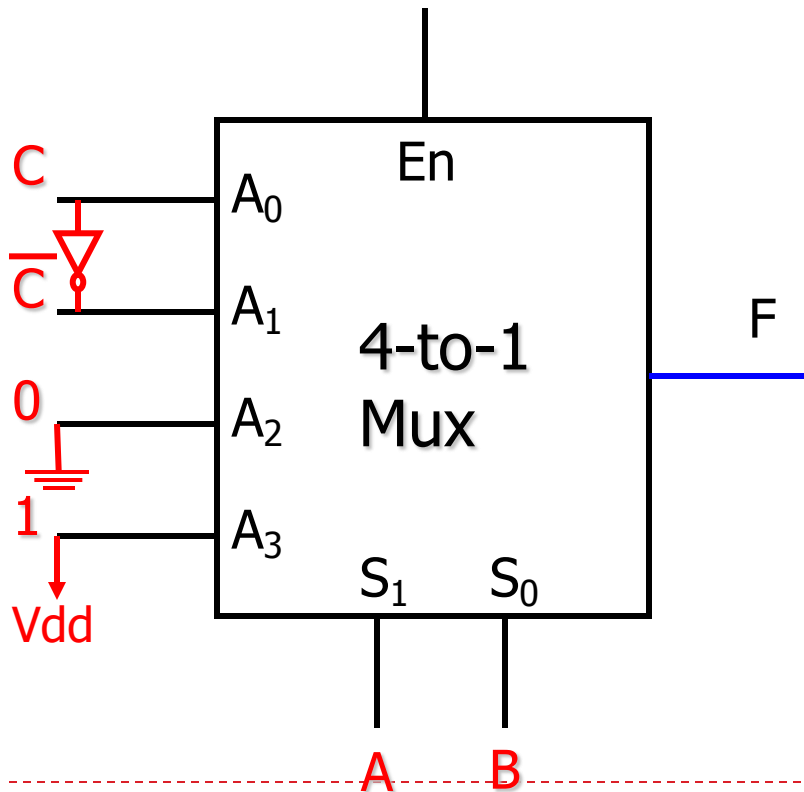 En
C
A₀
C̅
A₁
F
4-to-1
Mux
0
A₂
1
A₃
S₁ S₀
Vdd
A B